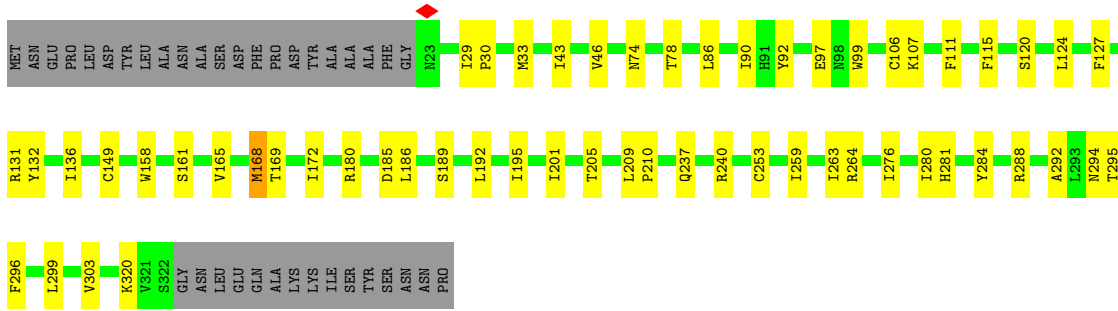 MET ASN GLU PRO LEU ASP TYR LEU ALA ASN ALA SER ASP PHE PRO ASP TYR ALA ALA ALA PHE GLY N23 I29 P30 M33 I43 V46 N74 T78 L86 I90 H91 Y92 E97 N98 W99 C106 K107 F111 F115 S120 L124 F127
R131 Y132 I136 C149 W158 S161 V165 M168 T169 I172 R180 D185 L186 S189 L192 I195 I201 T205 L209 P210 Q237 R240 C253 I259 I263 R264 I276 I280 H281 Y284 R288 A292 L293 N294 T295
F296 L299 V303 K320 V321 S322 GLY ASN LEU GLU GLN ALA LYS LYS ILE SER TYR SER ASN ASN PRO